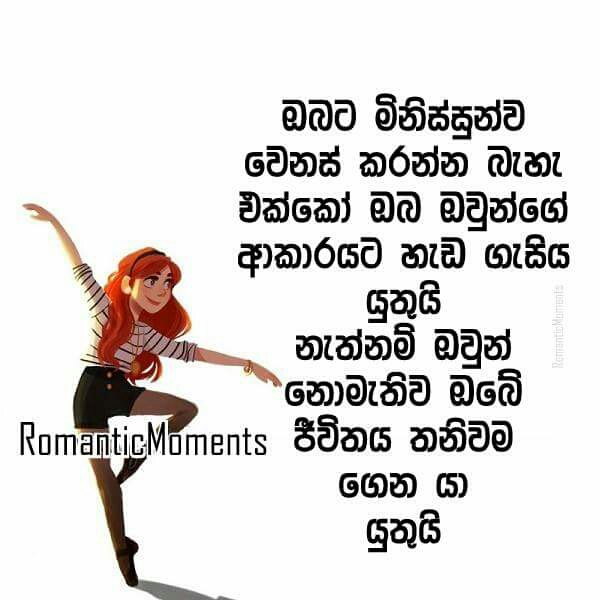 ඔබට මිනිස්සුන්ව
වෙනස් කරන්න බැහැ
එක්කෝ ඔබ ඔවුන්ගේ
ආකාරයට හැඩ ගැසිය
යුතුයි
නැත්නම් ඔවුන්
නොමැතිව ඔබේ
ජීවිතය තනිවම
ගෙන යා
යුතුයි
RomanticMoments
RomanticMoments